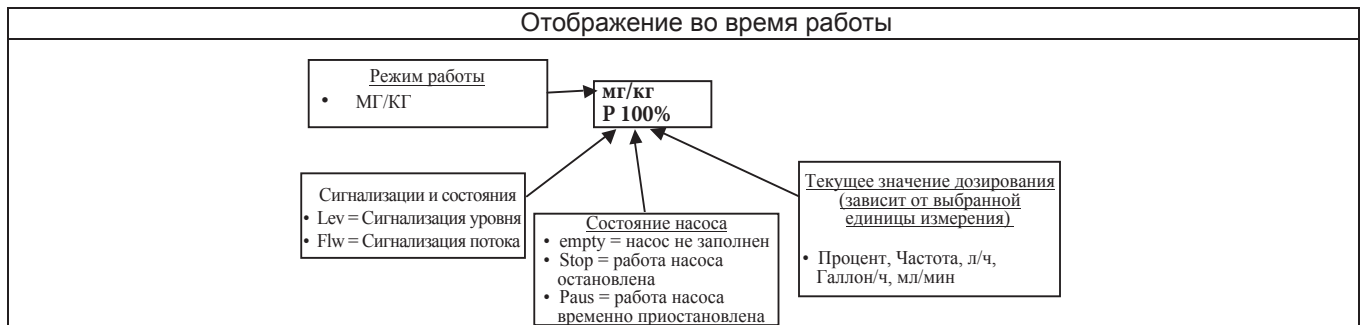 Отображение во время работы
Режим работы
• МГ/КГ
мг/кг
P 100%
Сигнализации и состояния
• Lev = Сигнализация уровня
• Flw = Сигнализация потока
Состояние насоса
• empty = насос не заполнен
• Stop = работа насоса
остановлена
• Paus = работа насоса
временно приостановлена
Текущее значение дозирования
(зависит от выбранной
единицы измерения)
• Процент, Частота, л/ч,
Галлон/ч, мл/мин